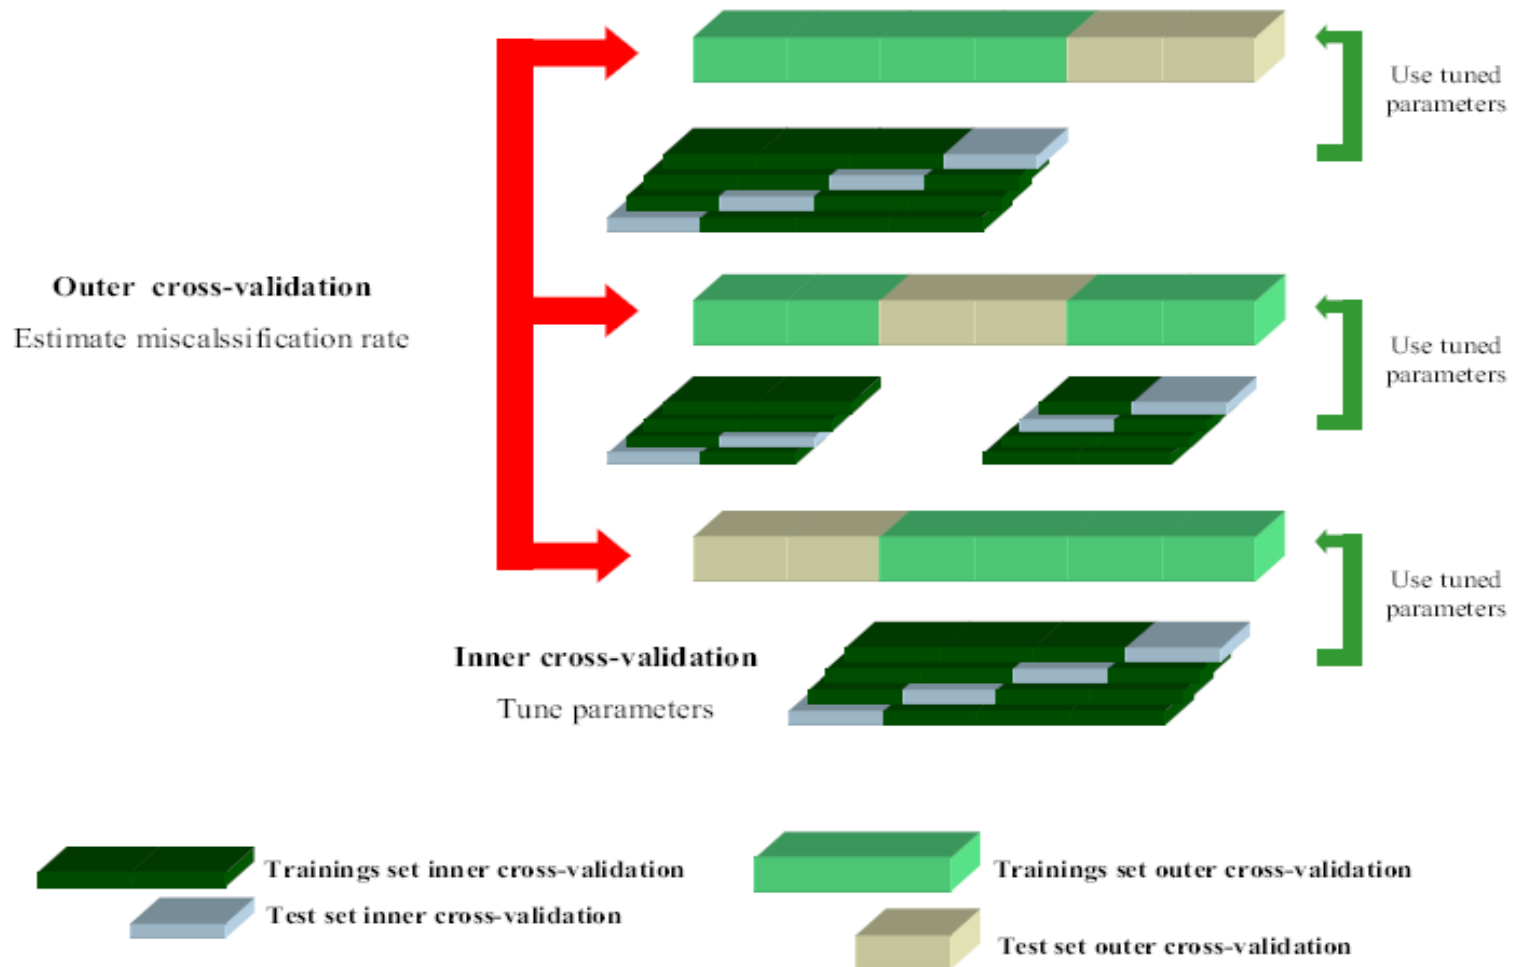 Use tuned
parameters
Outer cross-validation
Estimate miscalssification rate
Use tuned
parameters
Use tuned
parameters
Inner cross-validation
Tune parameters
Trainings set inner cross-validation
Test set inner cross-validation
Trainings set outer cross-validation
Test set outer cross-validation